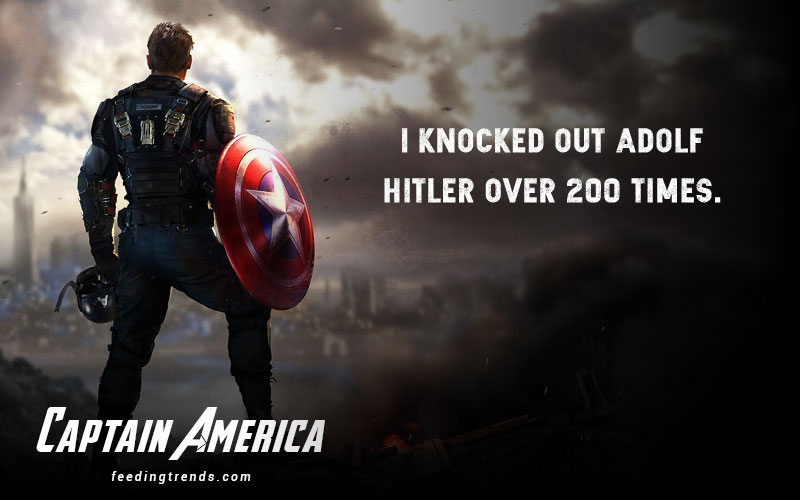 I KNOCKED OUT ADOLF
HITLER OVER 200 TIMES.
CAPTAIN AMERICA
feedingtrends.com